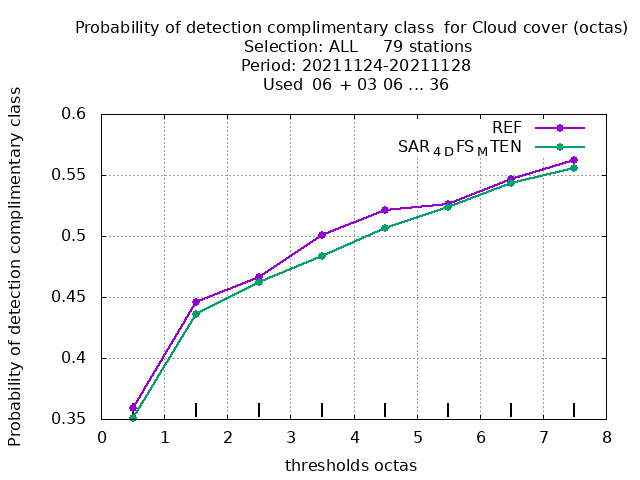 Probability of detection complimentary class  for Cloud cover (octas)
Selection: ALL     79 stations
Period: 20211124-20211128
Used  06 + 03 06 ... 36
Probability of detection complimentary class
0.6
0.55
0.5
0.45
0.4
0.35
REF
SAR4DFSMTEN
0 1 2 3 4 5 6 7 8
thresholds octas